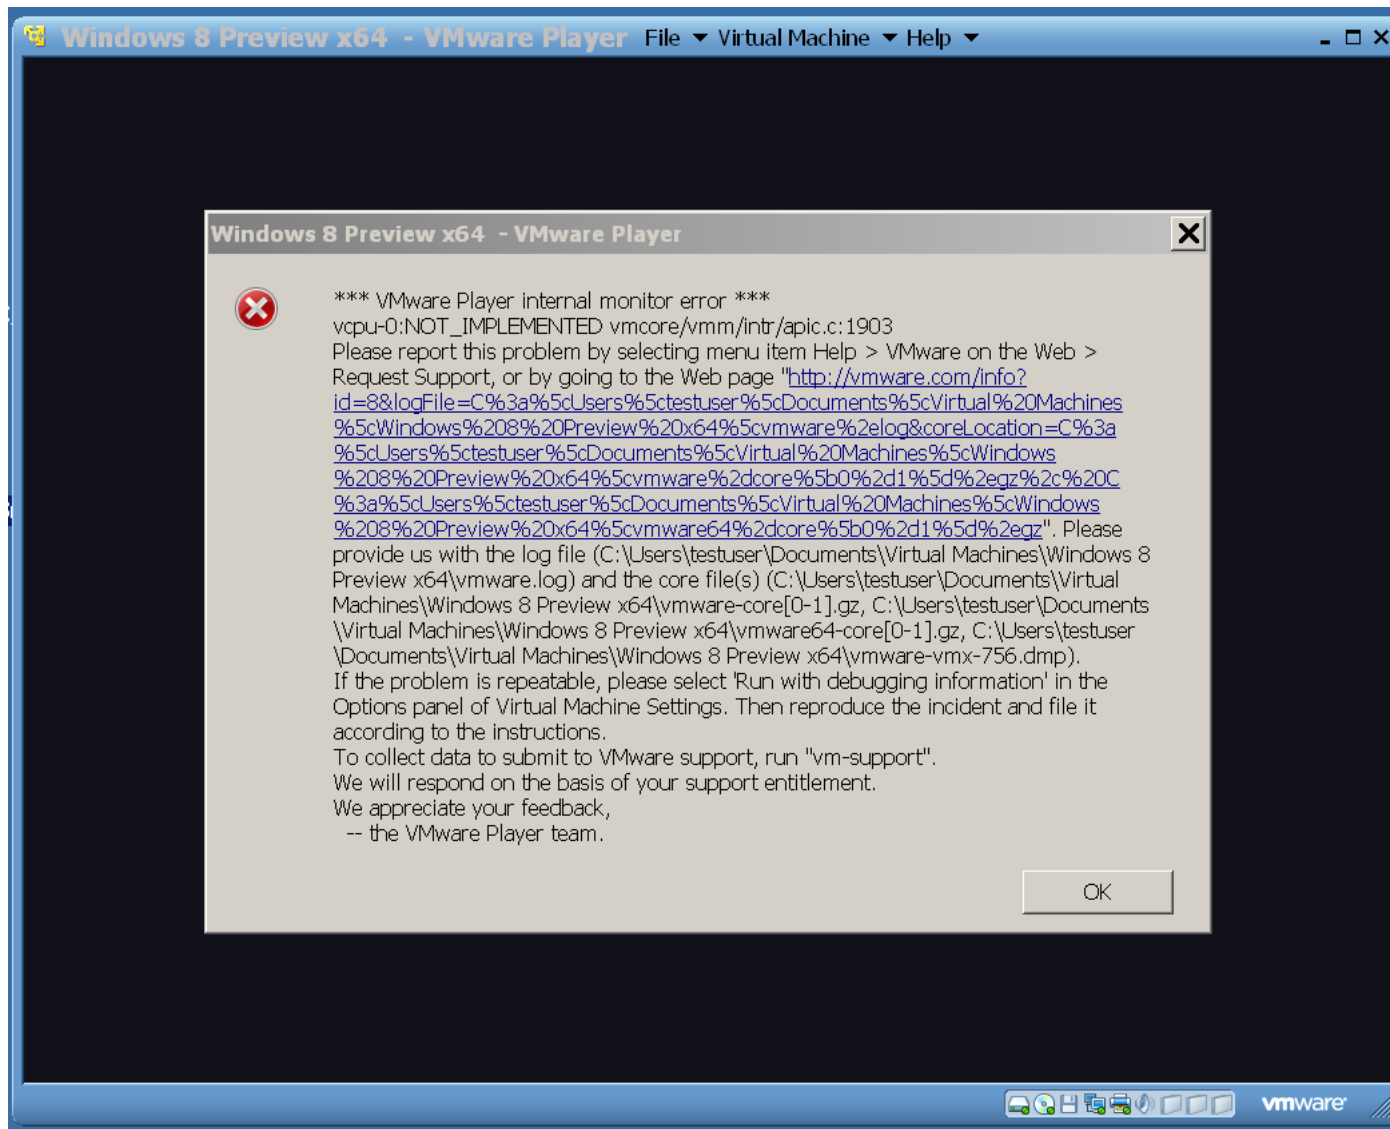 Windows 8 Preview x64 - VMware Player File Virtual Machine Help
Windows 8 Preview x64 - VMware Player
*** VMware Player internal monitor error ***
vcpu-0:NOT_IMPLEMENTED vmcore/vmm/intr/apic.c:1903
Please report this problem by selecting menu item Help > VMware on the Web >
Request Support, or by going to the Web page "http://vmware.com/info?
id=8&logFile=C%3a%5cUsers%5ctestuser%5cDocuments%5cVirtual%20Machines
%5cWindows%208%20Preview%20x64%5cvmware%2elog&coreLocation=C%3a
%5cUsers%5ctestuser%5cDocuments%5cVirtual%20Machines%5cWindows
%208%20Preview%20x64%5cvmware%2dcore%5b0%2d1%5d%2egz%2c%20C
%3a%5cUsers%5ctestuser%5cDocuments%5cVirtual%20Machines%5cWindows
%208%20Preview%20x64%5cvmware64%2dcore%5b0%2d1%5d%2egz". Please
provide us with the log file (C:\Users\testuser\Documents\Virtual Machines\Windows 8
Preview x64\vmware.log) and the core file(s) (C:\Users\testuser\Documents\Virtual
Machines\Windows 8 Preview x64\vmware-core[0-1].gz, C:\Users\testuser\Documents
\Virtual Machines\Windows 8 Preview x64\vmware64-core[0-1].gz, C:\Users\testuser
\Documents\Virtual Machines\Windows 8 Preview x64\vmware-vmx-756.dmp).
If the problem is repeatable, please select 'Run with debugging information' in the
Options panel of Virtual Machine Settings. Then reproduce the incident and file it
according to the instructions.
To collect data to submit to VMware support, run "vm-support".
We will respond on the basis of your support entitlement.
We appreciate your feedback,
-- the VMware Player team.
OK
vmware